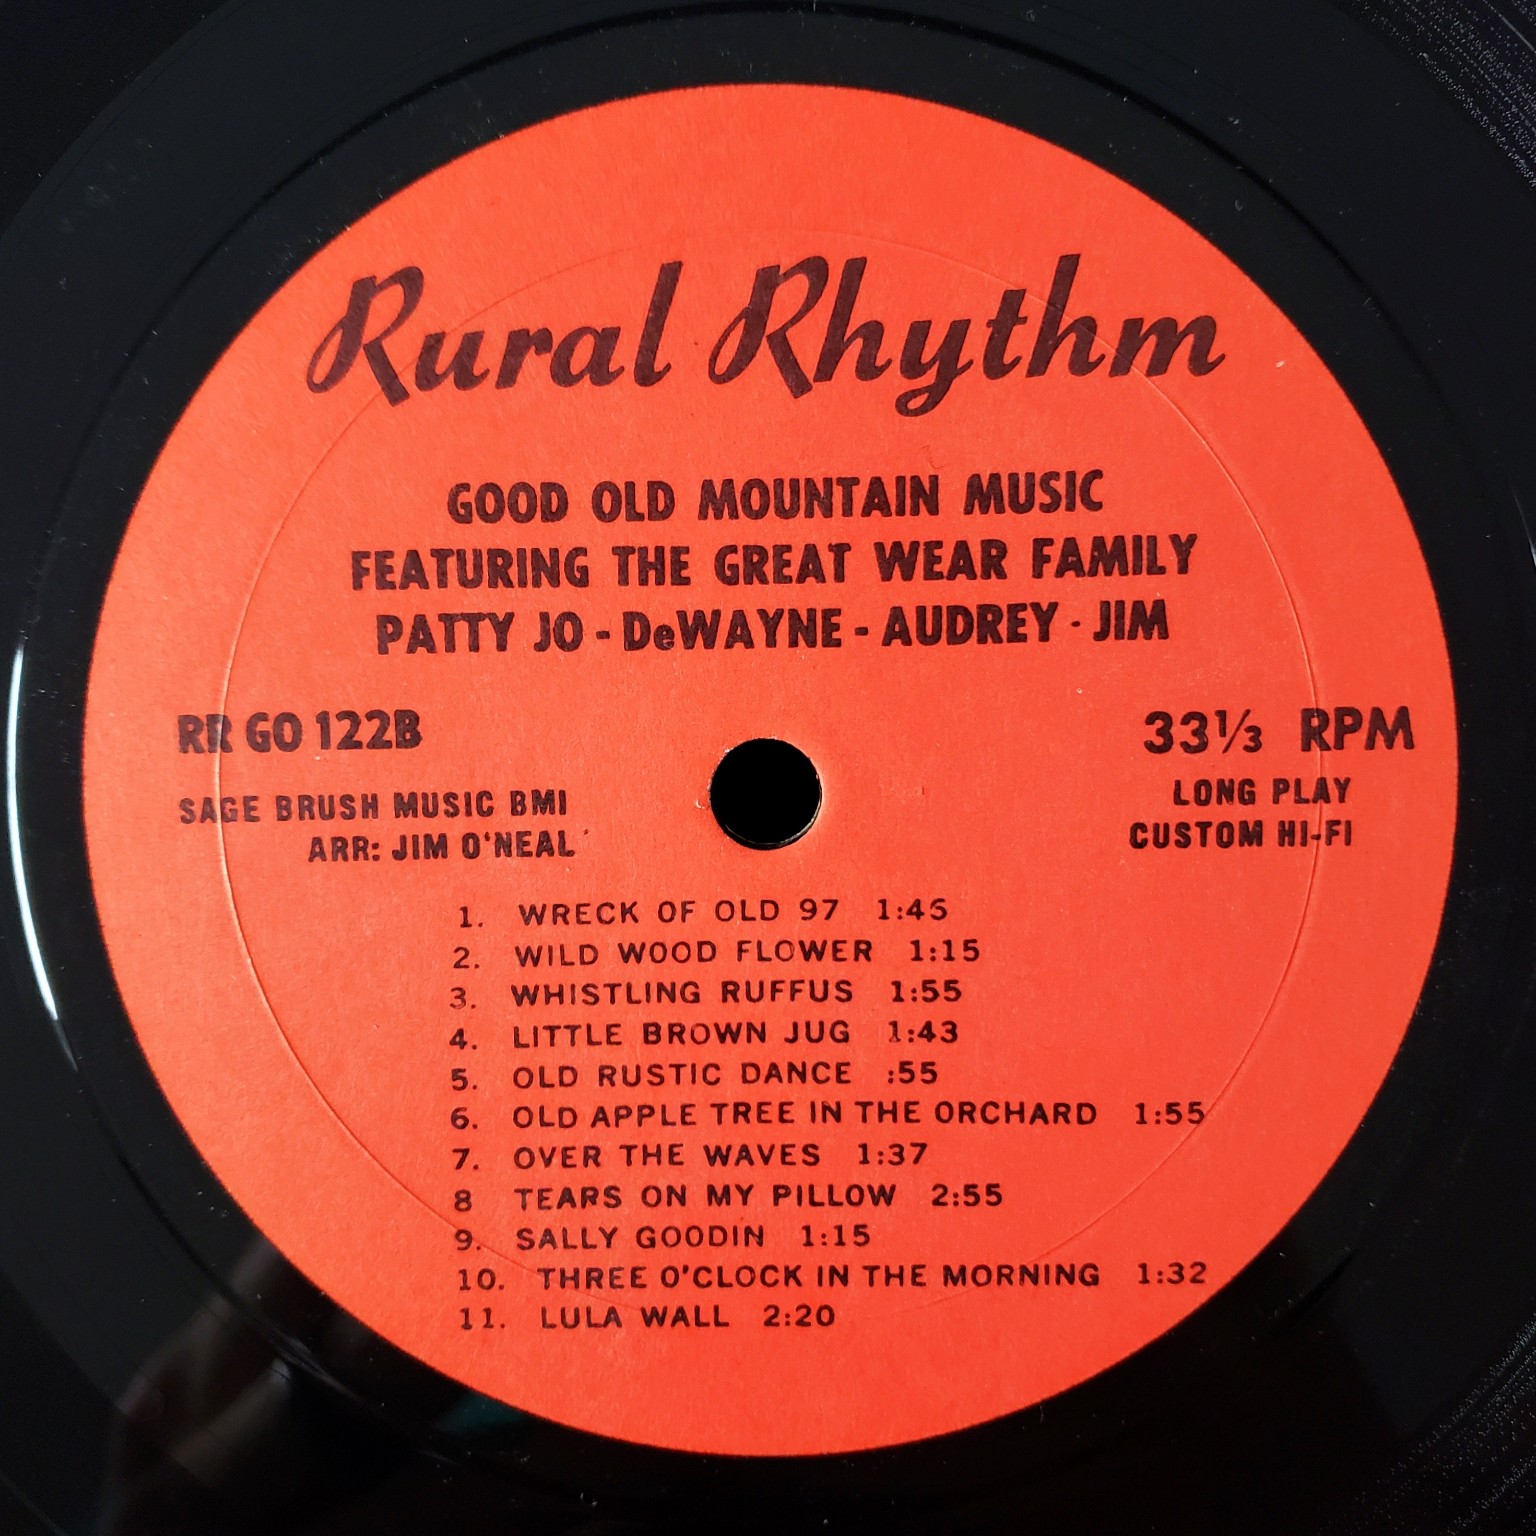 Rural Rhythm
GOOD OLD MOUNTAIN MUSIC
FEATURING THE GREAT WEAR FAMILY
PATTY JO - DeWAYNE - AUDREY - JIM
RR GO 122B
33⅓ RPM
SAGE BRUSH MUSIC BMI
LONG PLAY
ARR: JIM O'NEAL
CUSTOM HI-FI
1. WRECK OF OLD 97 1:45
2. WILD WOOD FLOWER 1:15
3. WHISTLING RUFFUS 1:55
4. LITTLE BROWN JUG 1:43
5. OLD RUSTIC DANCE :55
6. OLD APPLE TREE IN THE ORCHARD 1:55
7. OVER THE WAVES 1:37
8 TEARS ON MY PILLOW 2:55
9. SALLY GOODIN 1:15
10. THREE O'CLOCK IN THE MORNING 1:32
11. LULA WALL 2:20